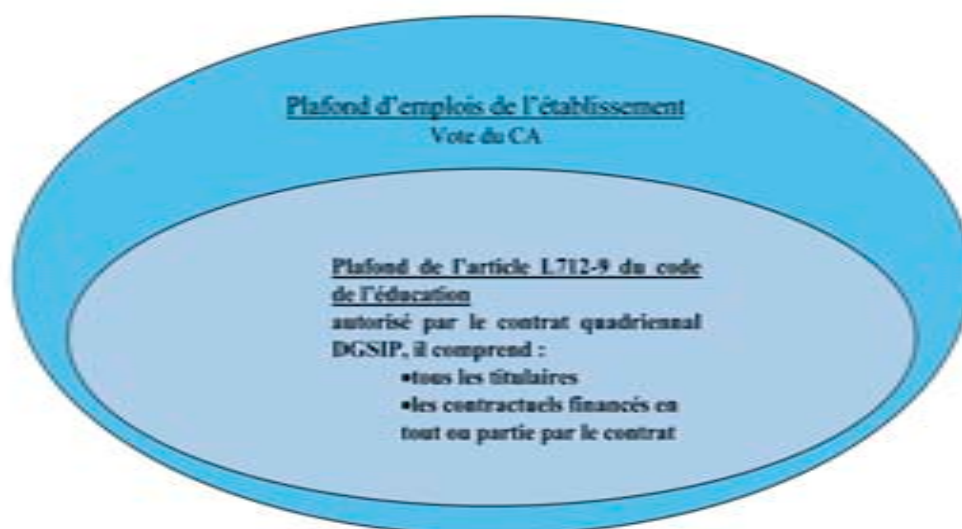 Plafond d'emplois de l'établissement
Vote du CA
Plafond de l'article L712-9 du code
de l'éducation
autorisé par le contrat quadriennal
DGSIP, il comprend :
•tous les titulaires
•les contractuels financés en
tout ou partie par le contrat